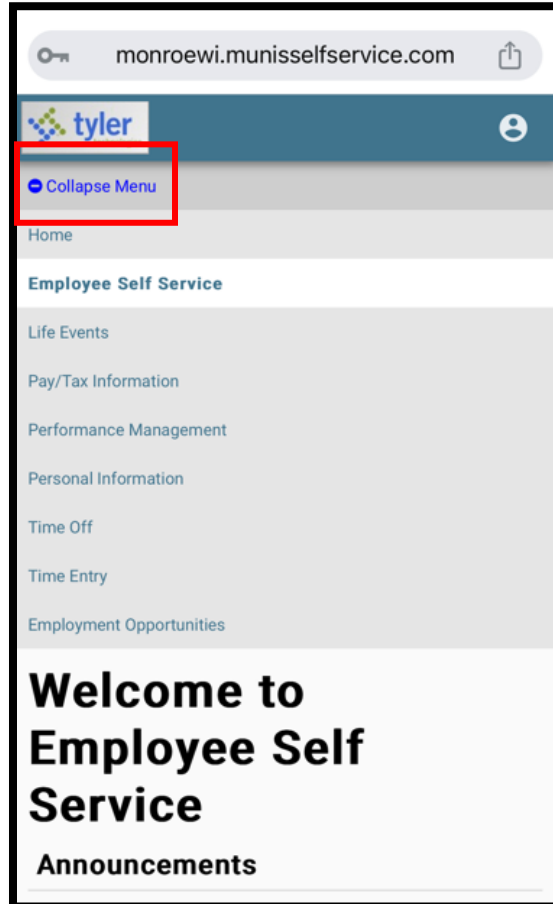 monroewi.munisselfservice.com
tyler
Collapse Menu
Home
Employee Self Service
Life Events
Pay/Tax Information
Performance Management
Personal Information
Time Off
Time Entry
Employment Opportunities
Welcome to
Employee Self
Service
Announcements